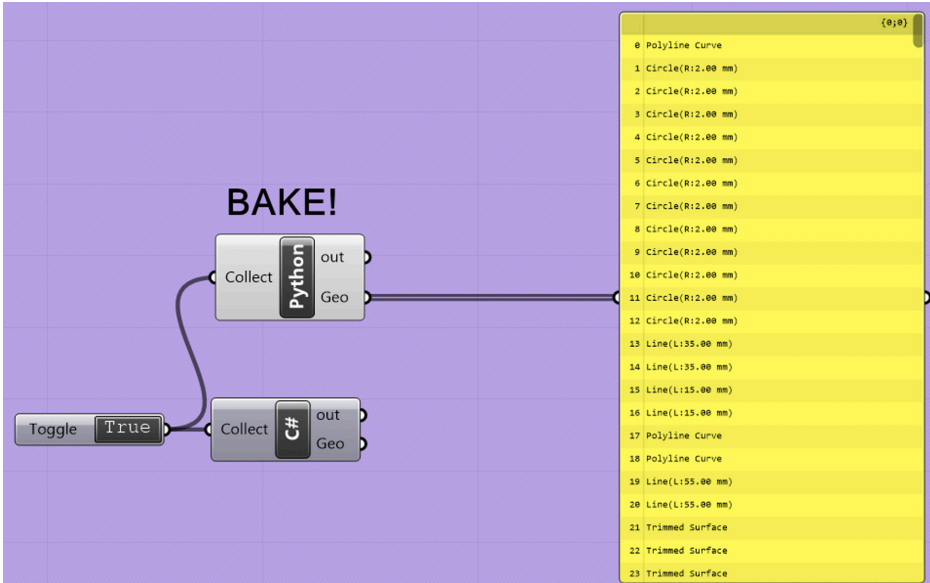 {0;0}
0 Polyline Curve
1 Circle(R:2.00 mm)
2 Circle(R:2.00 mm)
3 Circle(R:2.00 mm)
4 Circle(R:2.00 mm)
5 Circle(R:2.00 mm)
6 Circle(R:2.00 mm)
7 Circle(R:2.00 mm)
8 Circle(R:2.00 mm)
9 Circle(R:2.00 mm)
10 Circle(R:2.00 mm)
11 Circle(R:2.00 mm)
12 Circle(R:2.00 mm)
13 Line(L:35.00 mm)
14 Line(L:35.00 mm)
15 Line(L:15.00 mm)
16 Line(L:15.00 mm)
17 Polyline Curve
18 Polyline Curve
19 Line(L:55.00 mm)
20 Line(L:55.00 mm)
21 Trimmed Surface
22 Trimmed Surface
23 Trimmed Surface
BAKE!
Collect
Python
out
Geo
Toggle True
Collect
C#
out
Geo